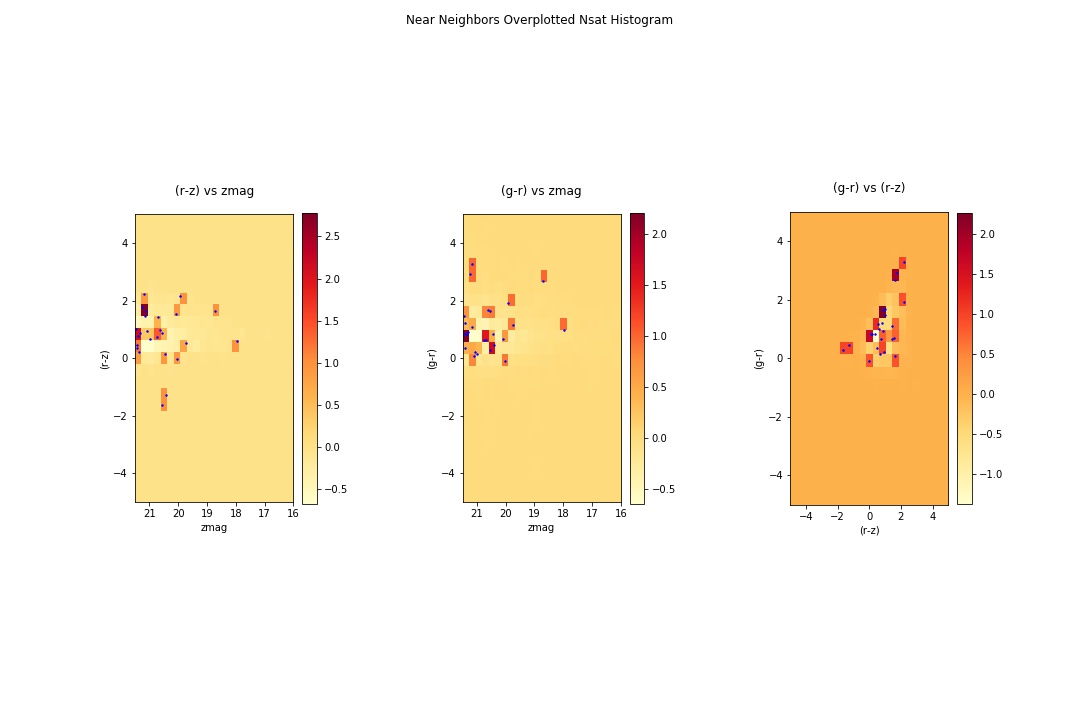 Near Neighbors Overplotted Nsat Histogram
(r-z) vs zmag
4
2
0
−2
−4
(r-z)
21 20 19 18 17 16
zmag
2.5
2.0
1.5
1.0
0.5
0.0
−0.5
(g-r) vs zmag
4
2
0
−2
−4
(g-r)
21 20 19 18 17 16
zmag
2.0
1.5
1.0
0.5
0.0
−0.5
(g-r) vs (r-z)
4
2
0
−2
−4
(g-r)
−4 −2 0 2 4
(r-z)
2.0
1.5
1.0
0.5
0.0
−0.5
−1.0